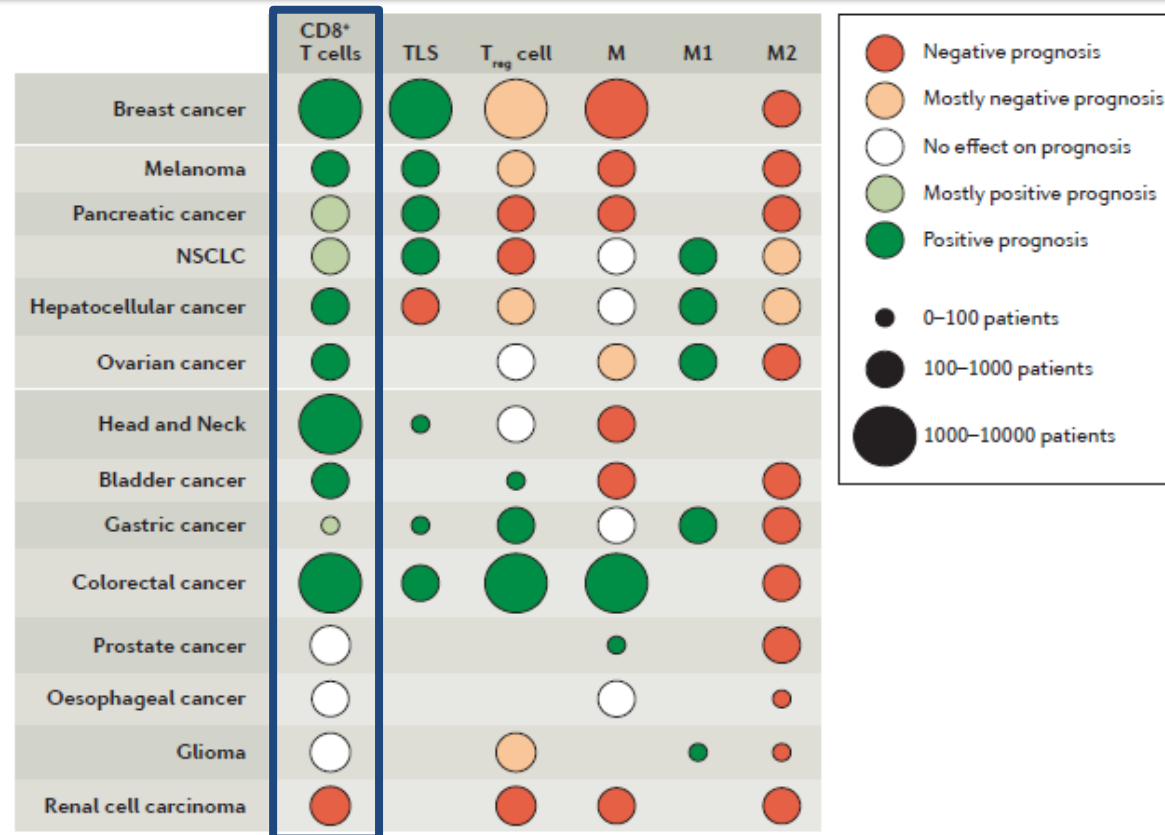 CD8+
T cells TLS Treg cell M M1 M2
Breast cancer
Melanoma
Pancreatic cancer
NSCLC
Hepatocellular cancer
Ovarian cancer
Head and Neck
Bladder cancer
Gastric cancer
Colorectal cancer
Prostate cancer
Oesophageal cancer
Glioma
Renal cell carcinoma
Negative prognosis
Mostly negative prognosis
No effect on prognosis
Mostly positive prognosis
Positive prognosis
0–100 patients
100–1000 patients
1000–10000 patients